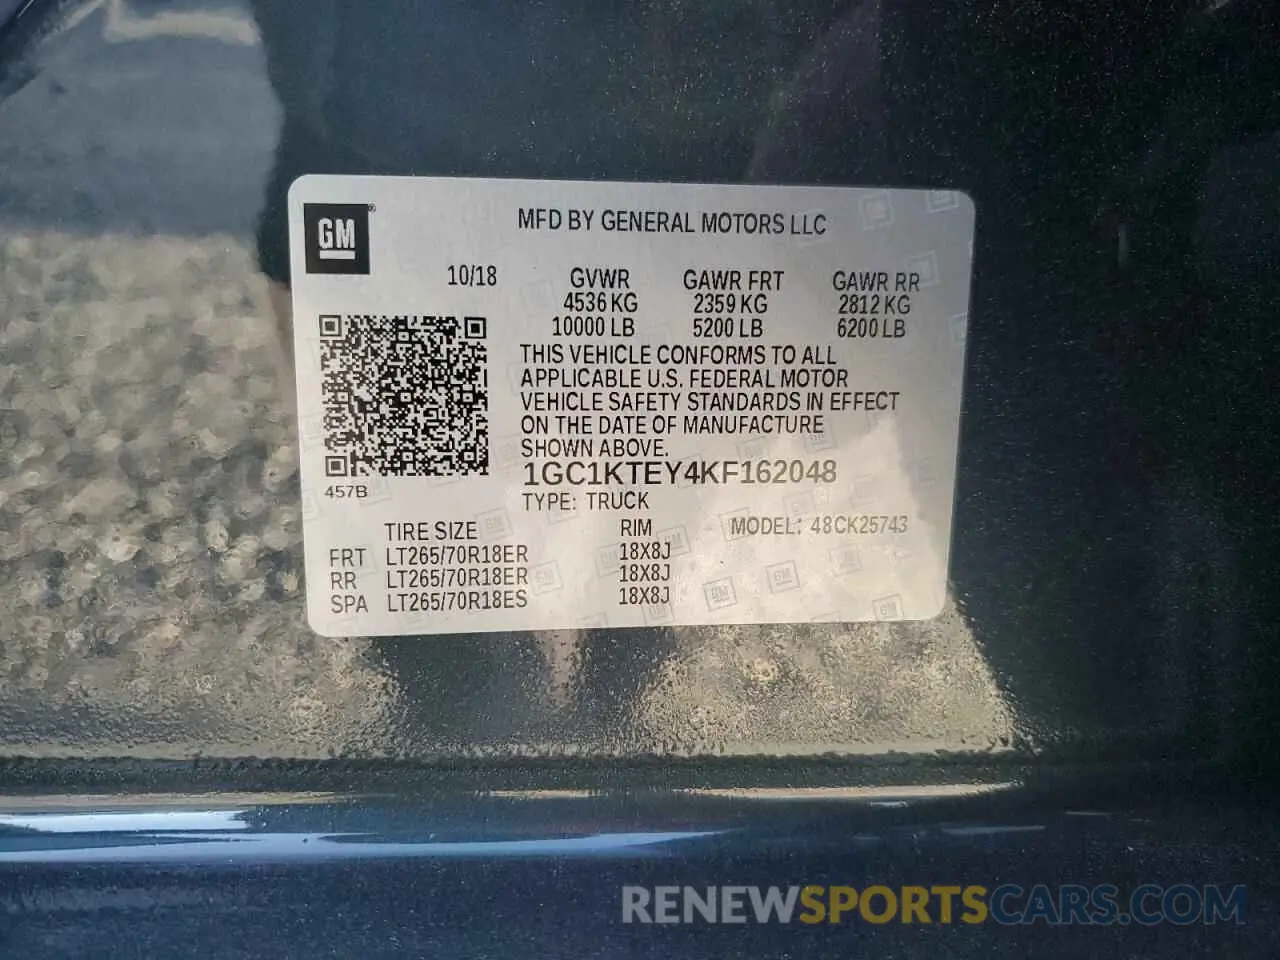 GM®
MFD BY GENERAL MOTORS LLC
10/18 GVWR GAWR FRT GAWR RR
4536 KG 2359 KG 2812 KG
10000 LB 5200 LB 6200 LB
THIS VEHICLE CONFORMS TO ALL
APPLICABLE U.S. FEDERAL MOTOR
VEHICLE SAFETY STANDARDS IN EFFECT
ON THE DATE OF MANUFACTURE
SHOWN ABOVE.
1GC1KTEY4KF162048
457B
TYPE: TRUCK
TIRE SIZE RIM MODEL: 48CK25743
FRT LT265/70R18ER 18X8J
RR LT265/70R18ER 18X8J
SPA LT265/70R18ES 18X8J
RENEWSPORTSCARS.COM